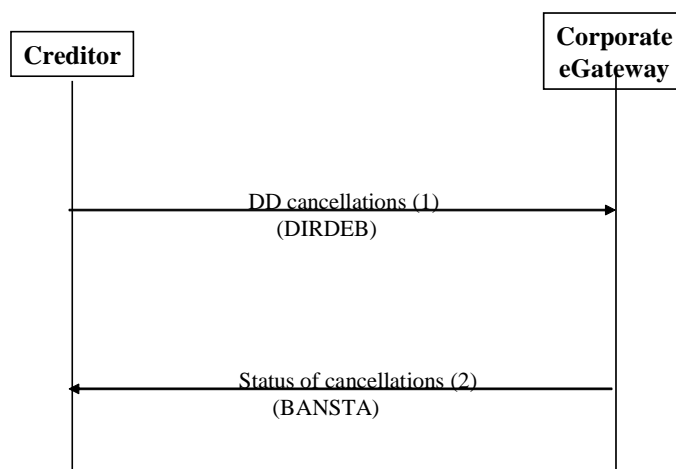 Creditor
Corporate
eGateway
DD cancellations (1)
(DIRDEB)
Status of cancellations (2)
(BANSTA)